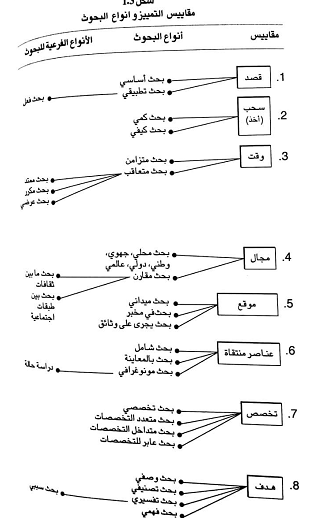 شكل 1.3
مقاييس التمييز و انواع البحوث
مقاييس أنواع البحوث الأنواع الفرعية للبحوث
1. قصد
بحث أساسي
بحث تطبيقي
بحث فعل
2. سحب
(اخذ)
بحث كمي
بحث كيفي
3. وقت
بحث متزامن
بحث متعاقب
بحث ممتد
بحث مكرر
بحث عرضي
4. مجال
بحث محلي، جهوي،
وطني، دولي، عالمي
بحث مقارن
بحث ما بين
ثقافات
بحث بين
طبقات
اجتماعية
5. موقع
بحث ميداني
بحث في مخبر
بحث يجرى على وثائق
6. عناصر منتقاة
بحث شامل
بحث بالمعاينة
بحث مونوغرافي
دراسة حالة
7. تخصص
بحث تخصصي
بحث متعدد التخصصات
بحث متداخل التخصصات
بحث عابر للتخصصات
8. هدف
بحث وصفي
بحث تصنيفي
بحث تفسيري
بحث فهمي
بحث سببي